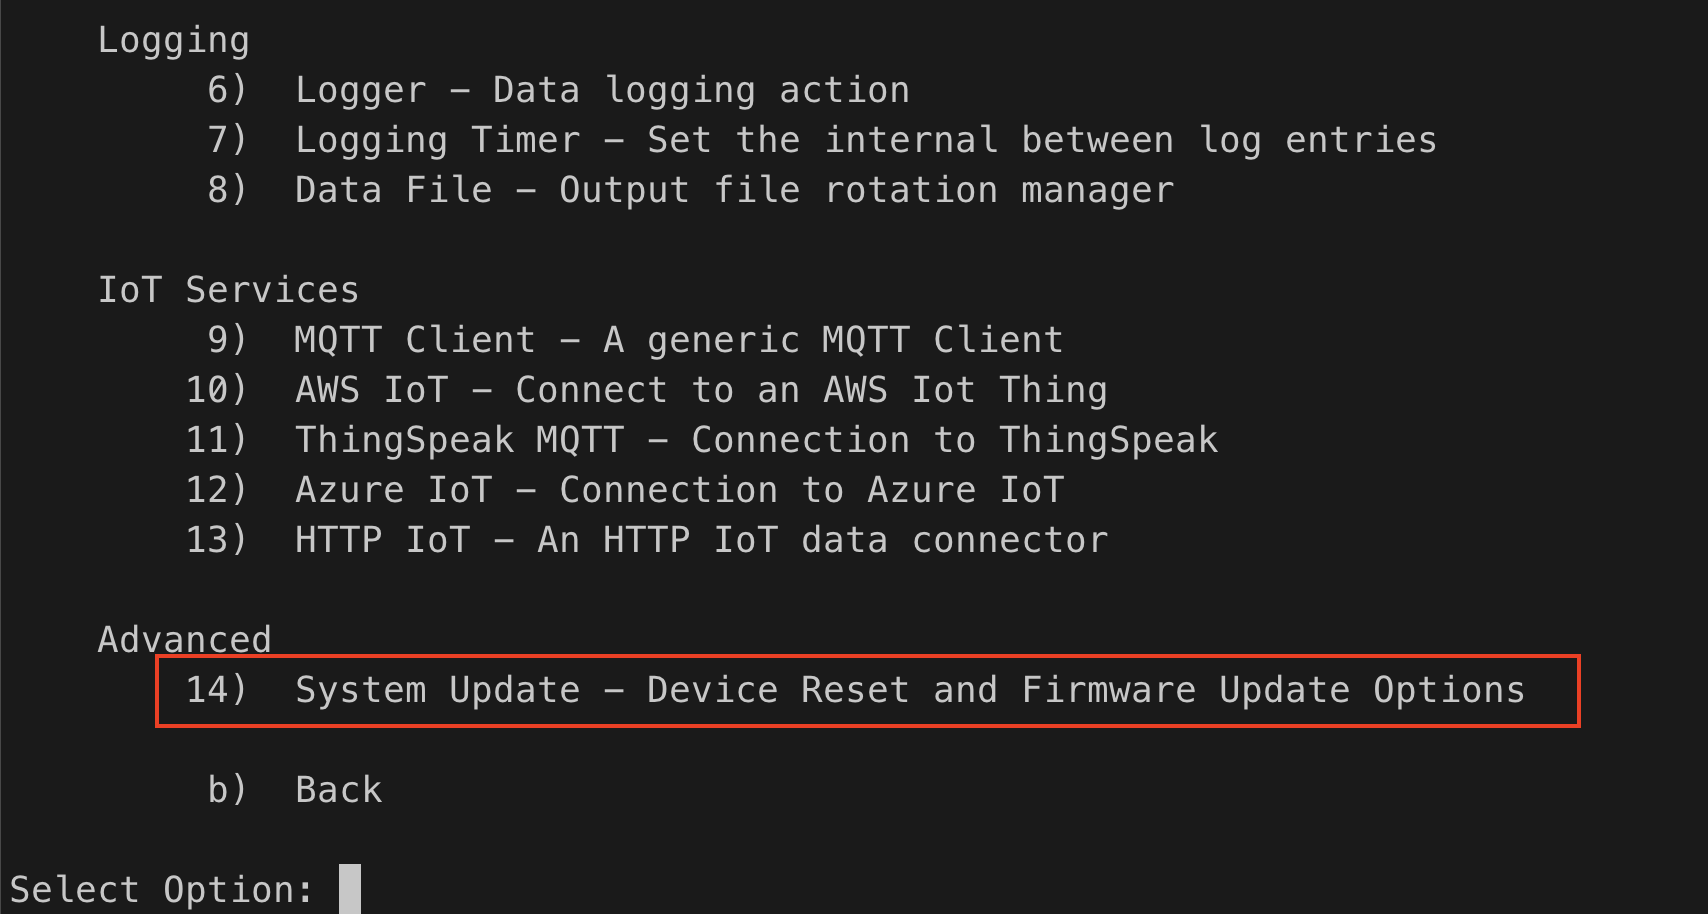 Logging
6) Logger – Data logging action
7) Logging Timer – Set the internal between log entries
8) Data File – Output file rotation manager
IoT Services
9) MQTT Client – A generic MQTT Client
10) AWS IoT – Connect to an AWS Iot Thing
11) ThingSpeak MQTT – Connection to ThingSpeak
12) Azure IoT – Connection to Azure IoT
13) HTTP IoT – An HTTP IoT data connector
Advanced
14) System Update – Device Reset and Firmware Update Options
b) Back
Select Option: